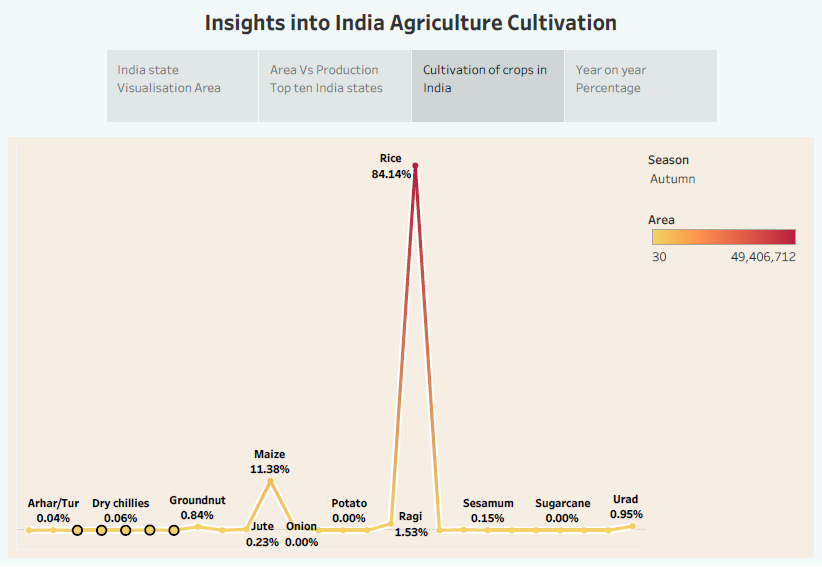 Insights into India Agriculture Cultivation
India state
Visualisation Area
Area Vs Production
Top ten India states
Cultivation of crops in
India
Year on year
Percentage
Rice
84.14%
Season
Autumn
Area
30 49,406,712
Maize
11.38%
Arhar/Tur
0.04%
Dry chillies
0.06%
Groundnut
0.84%
Jute
0.23%
Onion
0.00%
Potato
0.00%
Ragi
1.53%
Sesamum
0.15%
Sugarcane
0.00%
Urad
0.95%